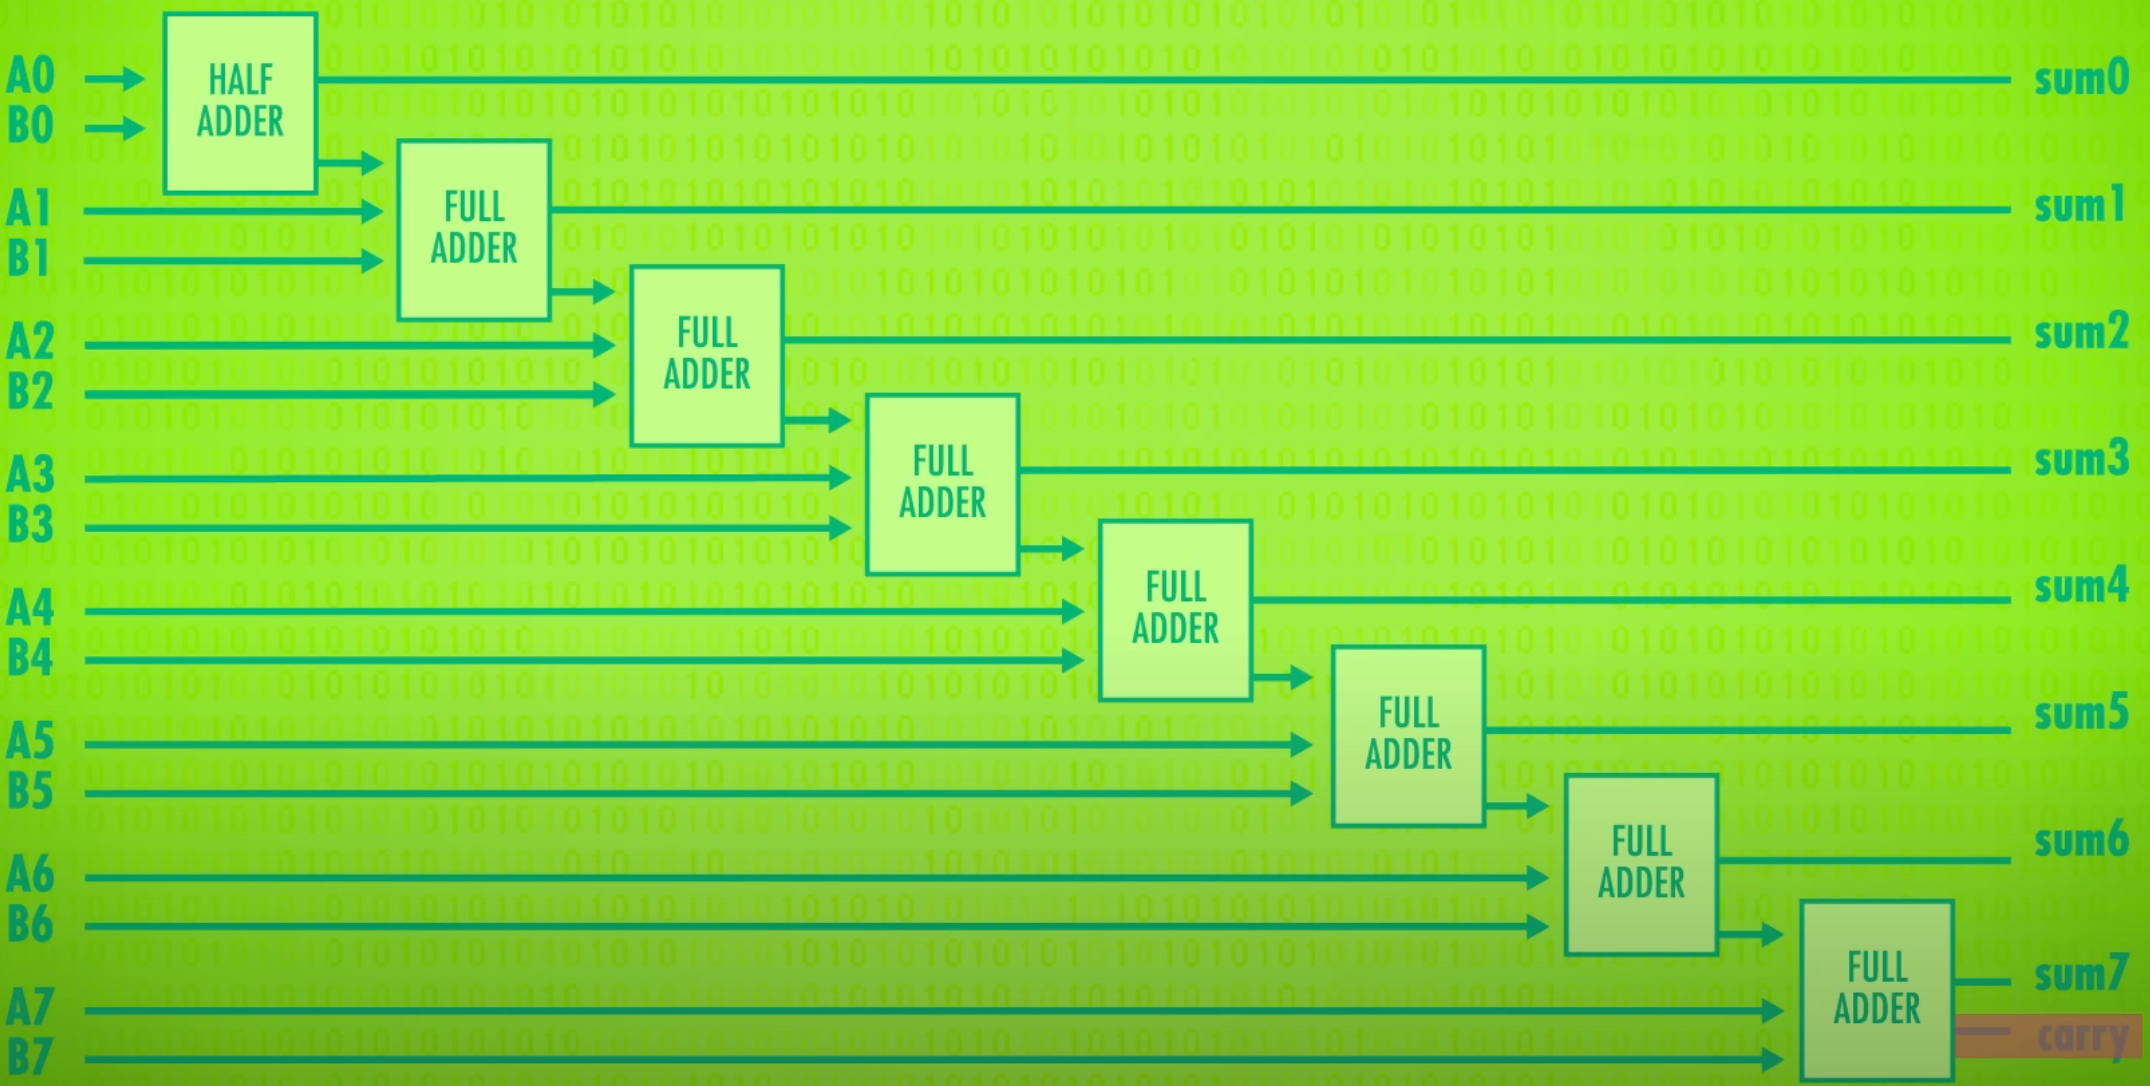 A0
B0
HALF
ADDER
sum0
A1
B1
FULL
ADDER
sum1
A2
B2
FULL
ADDER
sum2
A3
B3
FULL
ADDER
sum3
A4
B4
FULL
ADDER
sum4
A5
B5
FULL
ADDER
sum5
A6
B6
FULL
ADDER
sum6
A7
B7
FULL
ADDER
sum7
carry